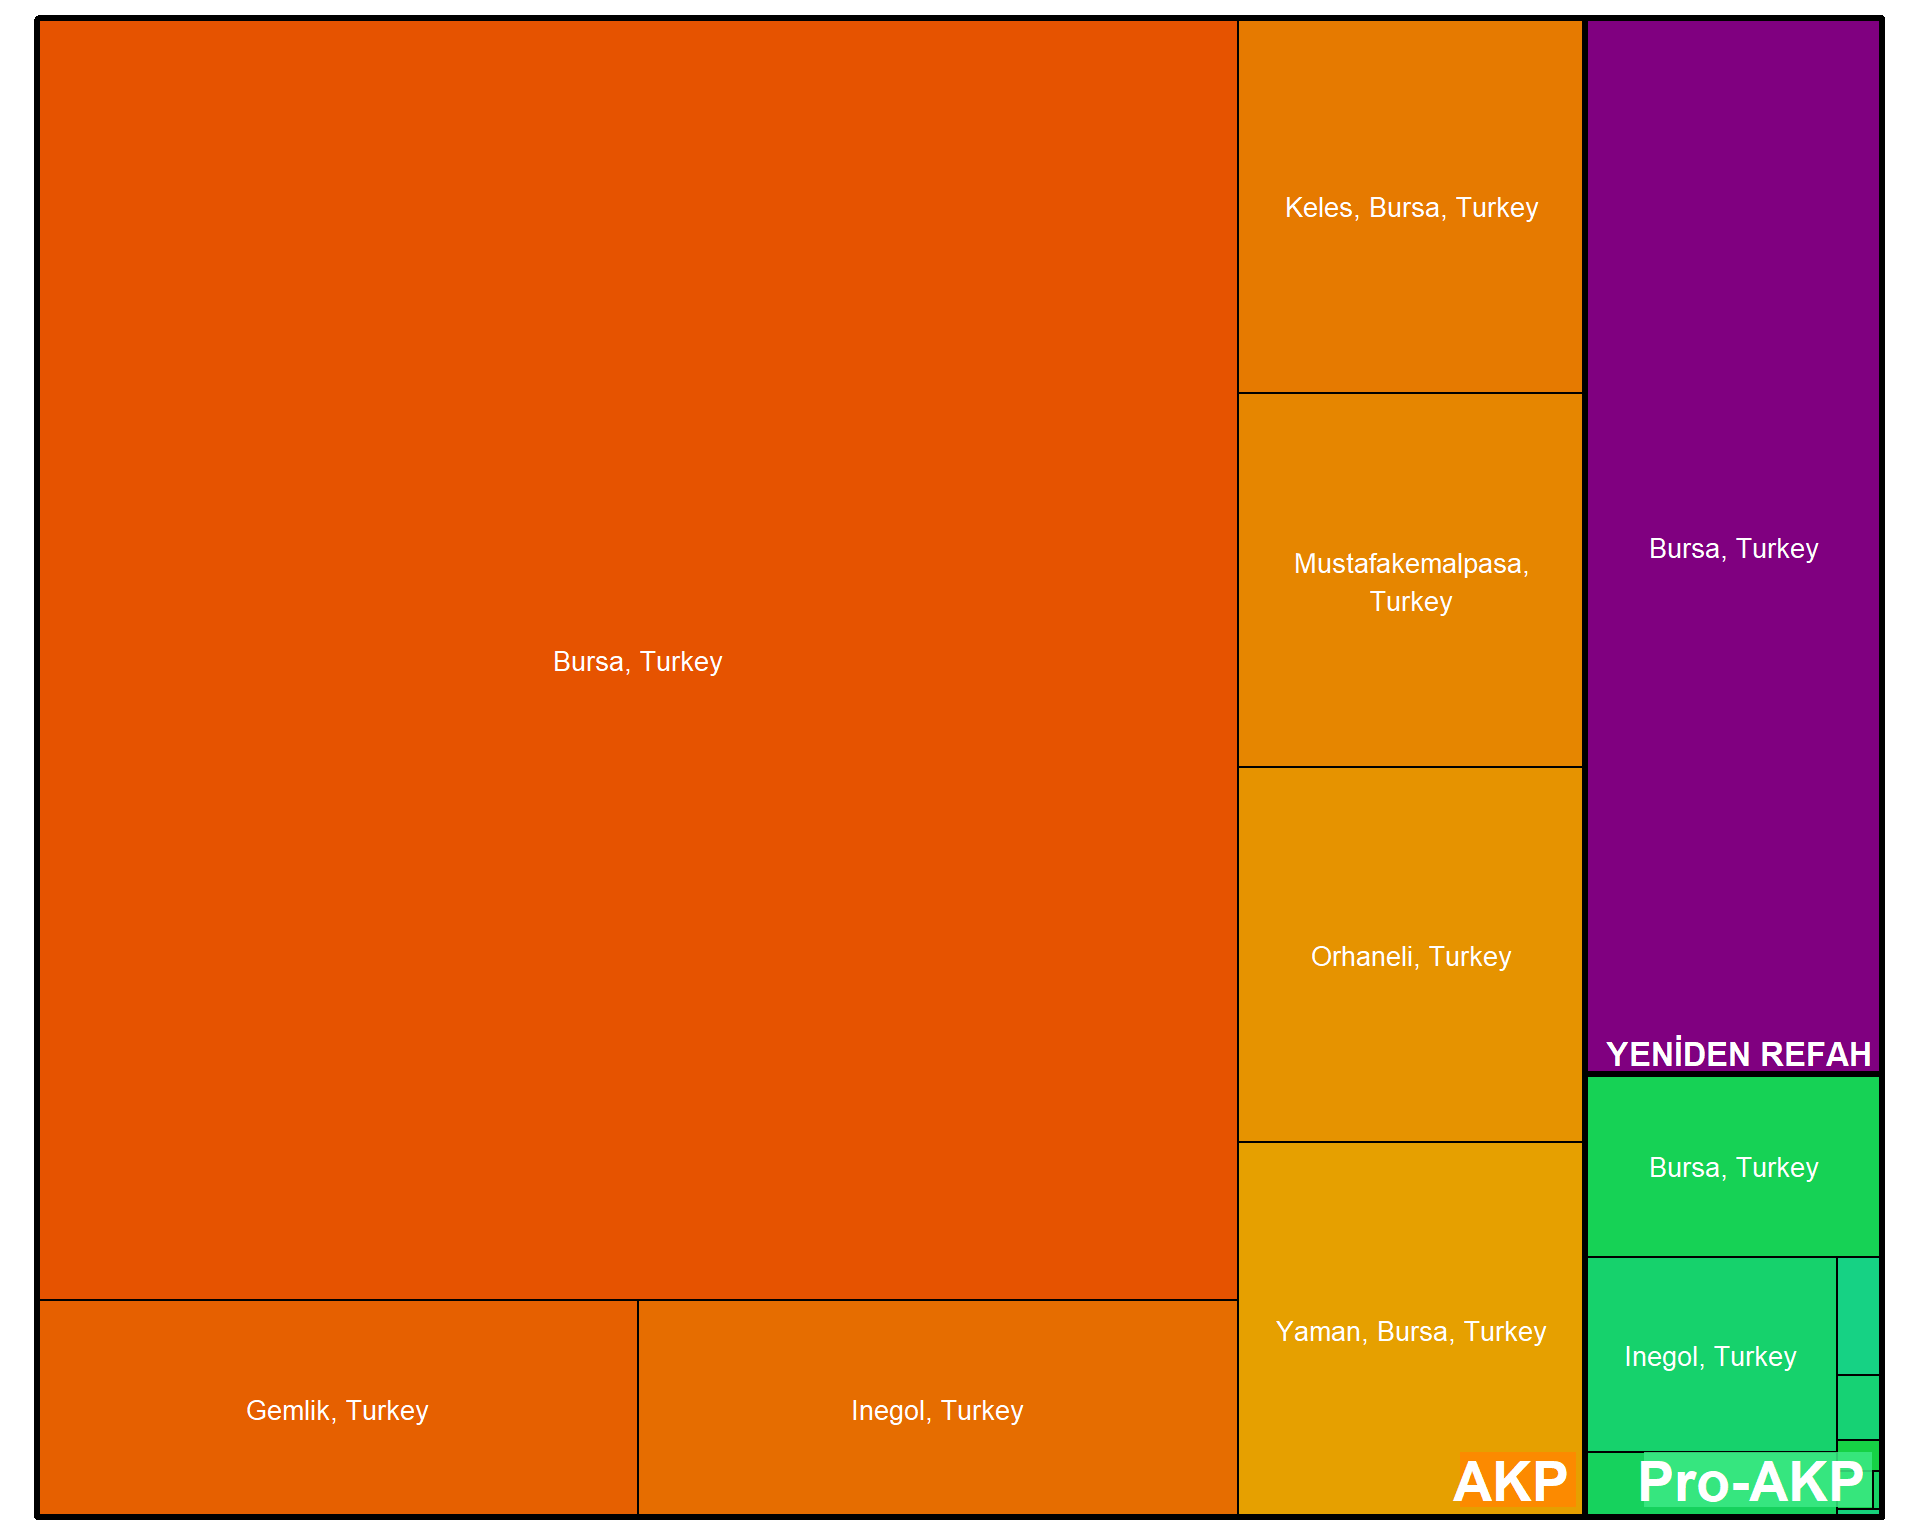 Bursa, Turkey
Gemlik, Turkey
Inegol, Turkey
Keles, Bursa, Turkey
Mustafakemalpasa,
Turkey
Orhaneli, Turkey
Yaman, Bursa, Turkey
AKP
Bursa, Turkey
YENİDEN REFAH
Bursa, Turkey
Inegol, Turkey
Pro-AKP